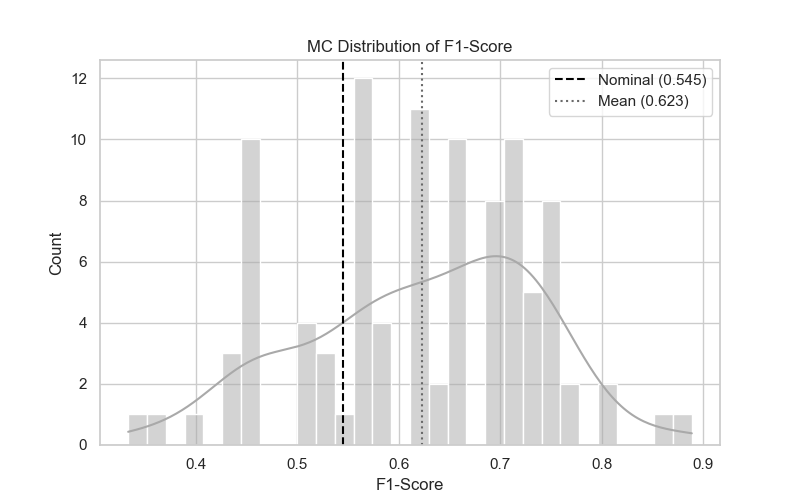 MC Distribution of F1-Score
Nominal (0.545)
Mean (0.623)
12
10
8
6
4
2
0
Count
0.4 0.5 0.6 0.7 0.8 0.9
F1-Score